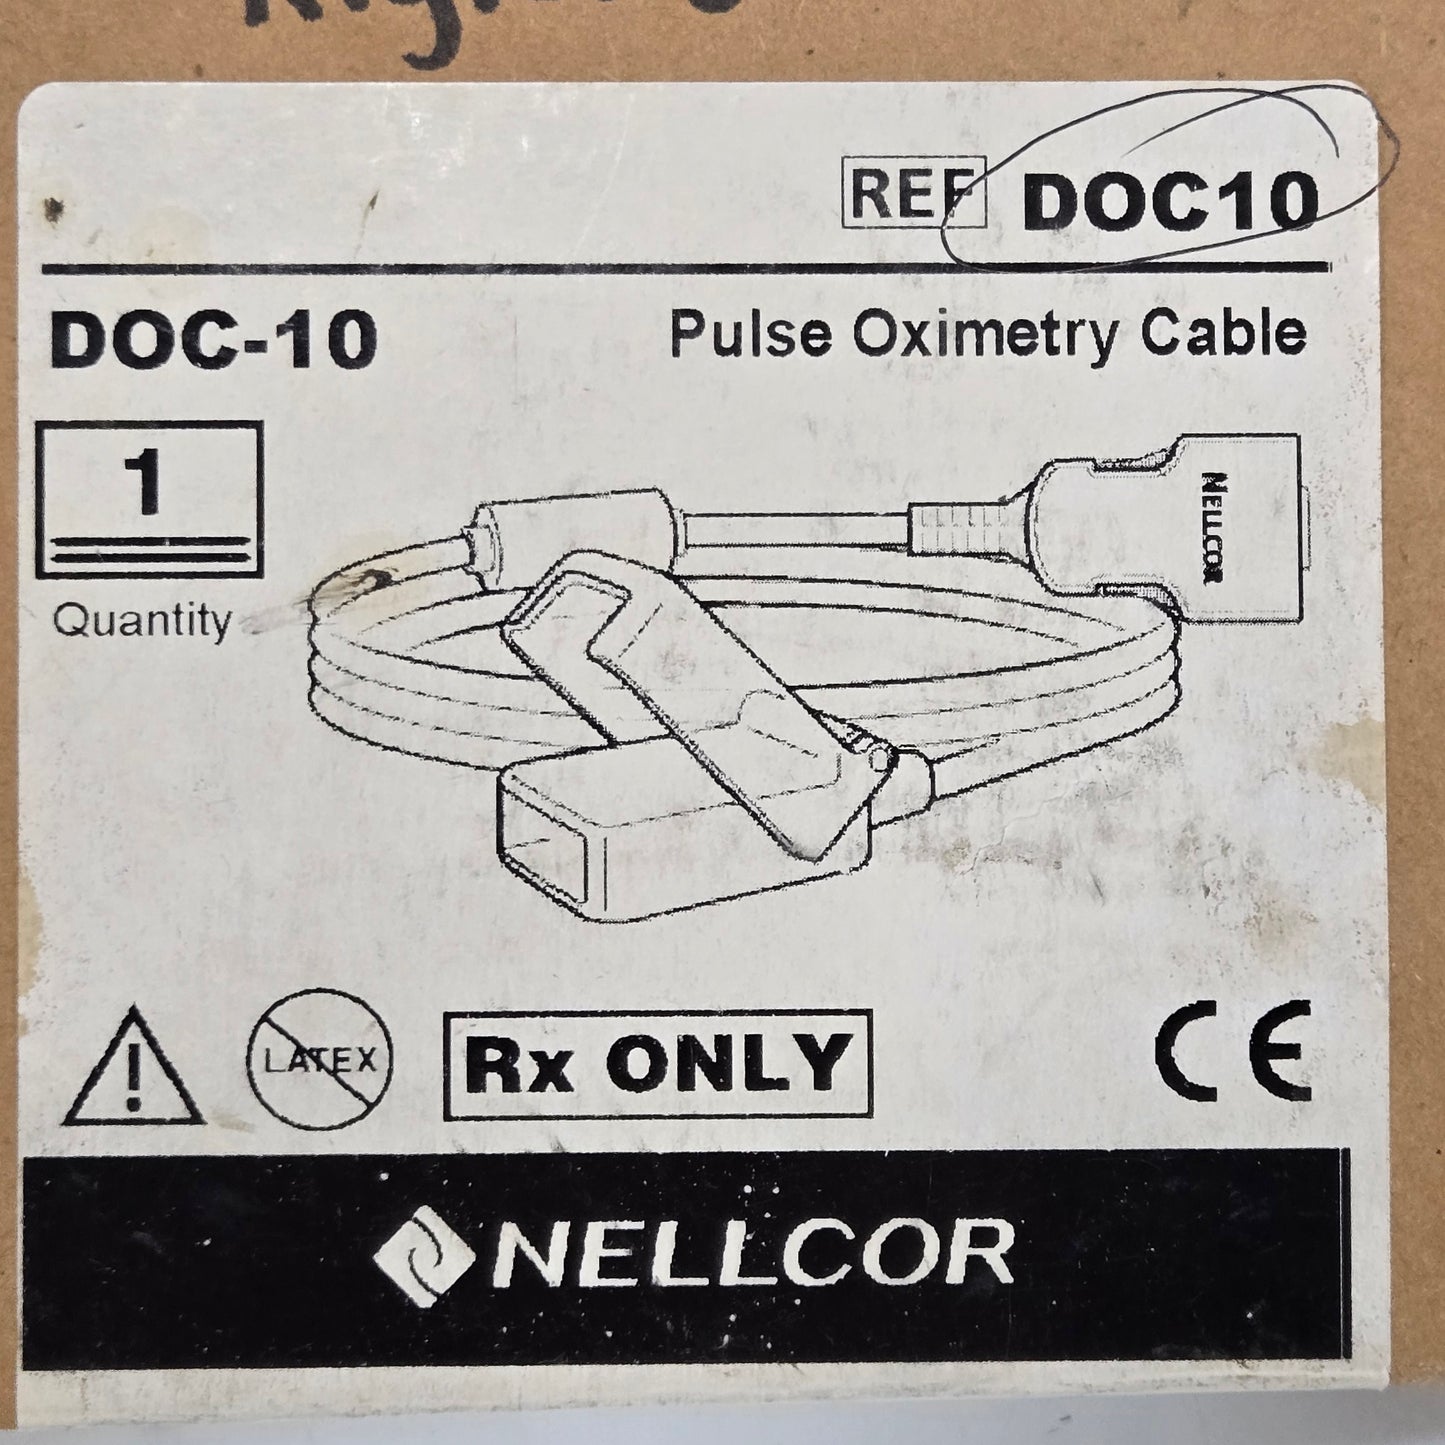 REF DOC10
DOC-10 Pulse Oximetry Cable
1
Quantity
NELLCOR
LATEX
Rx ONLY
CE
NELLCOR